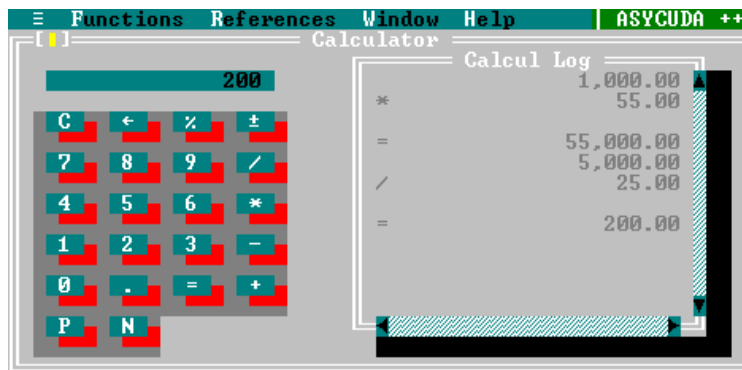 ≡ Functions References Window Help ASYCUDA ++
[ ] Calculator
200
C ← % ±
7 8 9 /
4 5 6 *
1 2 3 -
0 . = +
P N
Calcul Log
1,000.00
* 55.00
= 55,000.00
5,000.00
/ 25.00
= 200.00